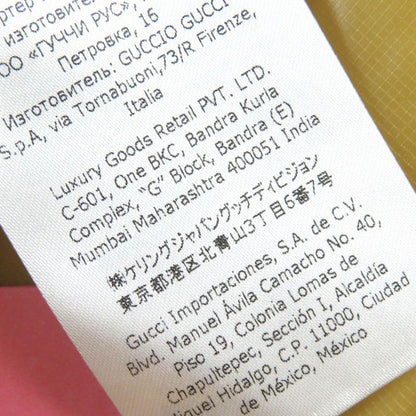 изготовителя
ОО «ГУЧЧИ РУС»,
Петровка, 16
Изготовитель: GUCCIO GUCCI
S.p.A, via Tornabuoni,73/R Firenze,
Italia
Luxury Goods Retail PVT. LTD.
C-601, One BKC, Bandra Kurla
Complex, "G" Block, Bandra (E)
Mumbai Maharashtra 400051 India
㈱ケリングジャパングッチディビジョン
東京都港区北青山3丁目6番7号
Gucci Importaciones, S.A. de C.V.
Blvd. Manuel Ávila Camacho No. 40,
Piso 19, Colonia Lomas de
Chapultepec, Sección I, Alcaldía
Miguel Hidalgo, C.P. 11000, Ciudad
de México, México